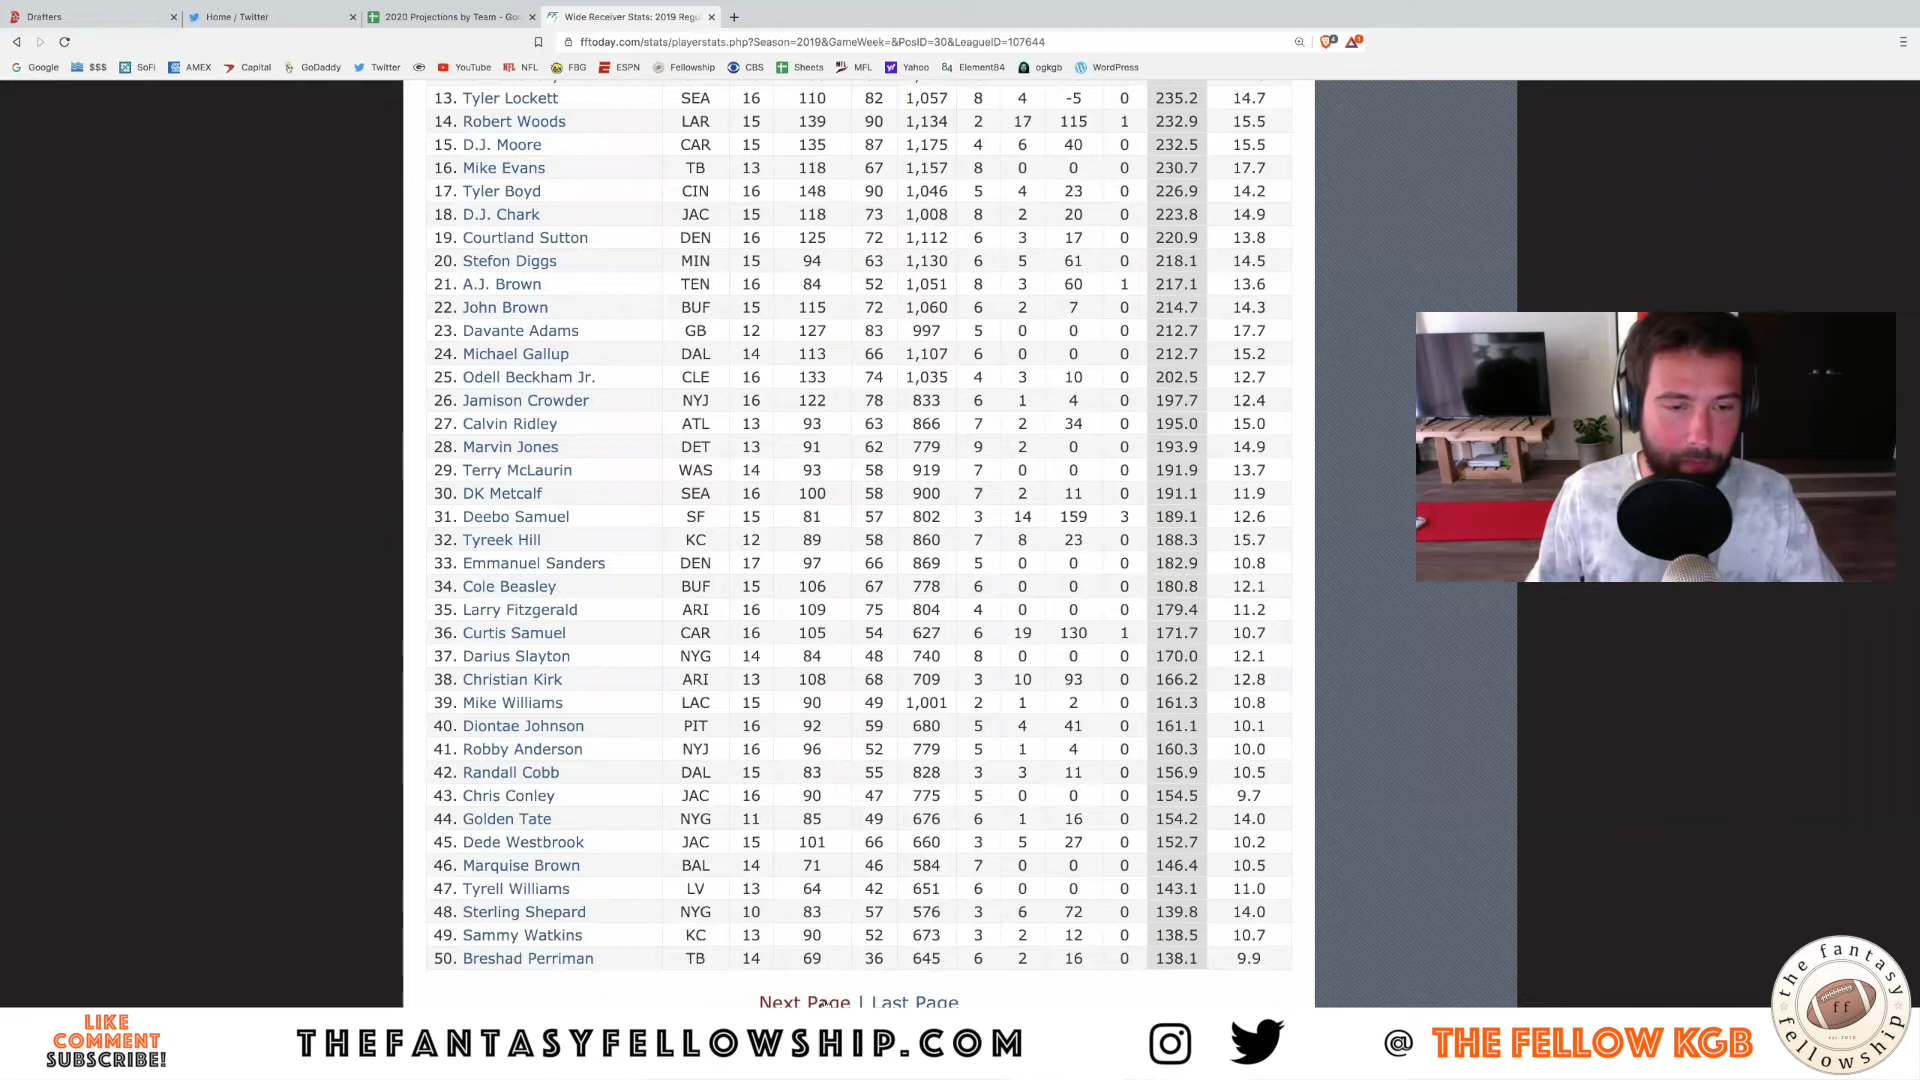 Drafters
Home / Twitter
2020 Projections by Team - Go
Wide Receiver Stats: 2019 Regu
fftoday.com/stats/playerstats.php?Season=2019&GameWeek=&PosID=30&LeagueID=107644
Google $$$ SoFi AMEX Capital GoDaddy Twitter YouTube NFL FBG ESPN Fellowship CBS Sheets MFL Yahoo Element84 ogkgb WordPress
13. Tyler Lockett SEA 16 110 82 1,057 8 4 -5 0 235.2 14.7
14. Robert Woods LAR 15 139 90 1,134 2 17 115 1 232.9 15.5
15. D.J. Moore CAR 15 135 87 1,175 4 6 40 0 232.5 15.5
16. Mike Evans TB 13 118 67 1,157 8 0 0 0 230.7 17.7
17. Tyler Boyd CIN 16 148 90 1,046 5 4 23 0 226.9 14.2
18. D.J. Chark JAC 15 118 73 1,008 8 2 20 0 223.8 14.9
19. Courtland Sutton DEN 16 125 72 1,112 6 3 17 0 220.9 13.8
20. Stefon Diggs MIN 15 94 63 1,130 6 5 61 0 218.1 14.5
21. A.J. Brown TEN 16 84 52 1,051 8 3 60 1 217.1 13.6
22. John Brown BUF 15 115 72 1,060 6 2 7 0 214.7 14.3
23. Davante Adams GB 12 127 83 997 5 0 0 0 212.7 17.7
24. Michael Gallup DAL 14 113 66 1,107 6 0 0 0 212.7 15.2
25. Odell Beckham Jr. CLE 16 133 74 1,035 4 3 10 0 202.5 12.7
26. Jamison Crowder NYJ 16 122 78 833 6 1 4 0 197.7 12.4
27. Calvin Ridley ATL 13 93 63 866 7 2 34 0 195.0 15.0
28. Marvin Jones DET 13 91 62 779 9 2 0 0 193.9 14.9
29. Terry McLaurin WAS 14 93 58 919 7 0 0 0 191.9 13.7
30. DK Metcalf SEA 16 100 58 900 7 2 11 0 191.1 11.9
31. Deebo Samuel SF 15 81 57 802 3 14 159 3 189.1 12.6
32. Tyreek Hill KC 12 89 58 860 7 8 23 0 188.3 15.7
33. Emmanuel Sanders DEN 17 97 66 869 5 0 0 0 182.9 10.8
34. Cole Beasley BUF 15 106 67 778 6 0 0 0 180.8 12.1
35. Larry Fitzgerald ARI 16 109 75 804 4 0 0 0 179.4 11.2
36. Curtis Samuel CAR 16 105 54 627 6 19 130 1 171.7 10.7
37. Darius Slayton NYG 14 84 48 740 8 0 0 0 170.0 12.1
38. Christian Kirk ARI 13 108 68 709 3 10 93 0 166.2 12.8
39. Mike Williams LAC 15 90 49 1,001 2 1 2 0 161.3 10.8
40. Diontae Johnson PIT 16 92 59 680 5 4 41 0 161.1 10.1
41. Robby Anderson NYJ 16 96 52 779 5 1 4 0 160.3 10.0
42. Randall Cobb DAL 15 83 55 828 3 3 11 0 156.9 10.5
43. Chris Conley JAC 16 90 47 775 5 0 0 0 154.5 9.7
44. Golden Tate NYG 11 85 49 676 6 1 16 0 154.2 14.0
45. Dede Westbrook JAC 15 101 66 660 3 5 27 0 152.7 10.2
46. Marquise Brown BAL 14 71 46 584 7 0 0 0 146.4 10.5
47. Tyrell Williams LV 13 64 42 651 6 0 0 0 143.1 11.0
48. Sterling Shepard NYG 10 83 57 576 3 6 72 0 139.8 14.0
49. Sammy Watkins KC 13 90 52 673 3 2 12 0 138.5 10.7
50. Breshad Perriman TB 14 69 36 645 6 2 16 0 138.1 9.9
Next Page | Last Page
LIKE
COMMENT
SUBSCRIBE!
THEFANTASYFELLOWSHIP.COM
@ THE FELLOW KGB
the fantasy
ff
fellowship